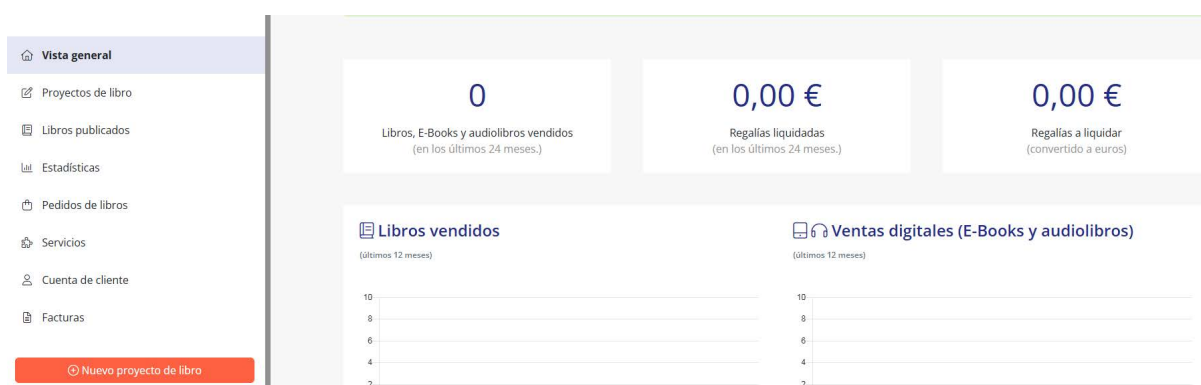 Vista general
Proyectos de libro
Libros publicados
Estadísticas
Pedidos de libros
Servicios
Cuenta de cliente
Facturas
Nuevo proyecto de libro
0
Libros, E-Books y audiolibros vendidos
(en los últimos 24 meses.)
0,00 €
Regalías liquidadas
(en los últimos 24 meses.)
0,00 €
Regalías a liquidar
(convertido a euros)
Libros vendidos
(últimos 12 meses)
10
8
6
4
2
Ventas digitales (E-Books y audiolibros)
(últimos 12 meses)
10
8
6
4
2